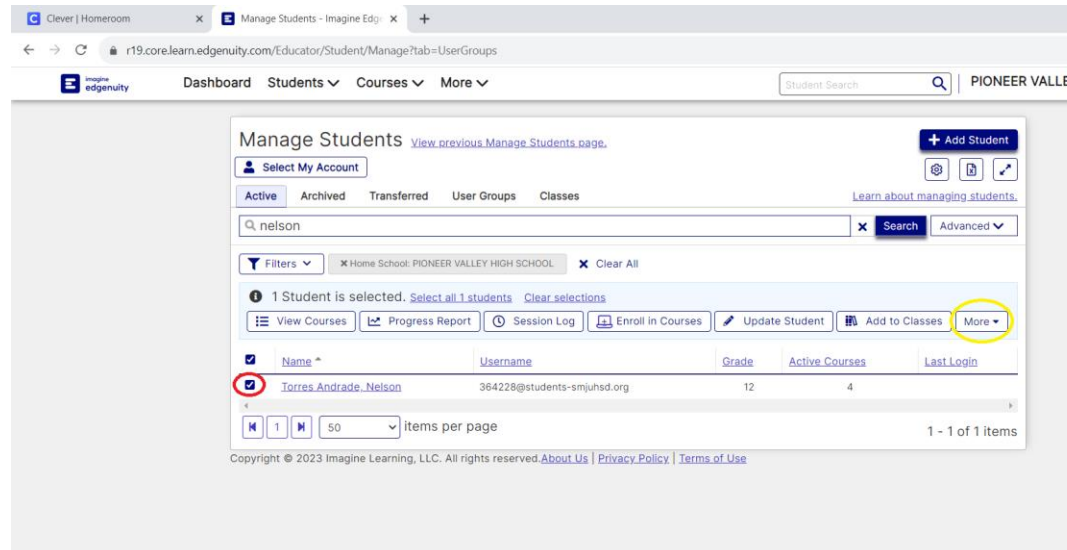 Clever | Homeroom
Manage Students - Imagine Edg
r19.core.learn.edgenuity.com/Educator/Student/Manage?tab=UserGroups
imagine edgenuity Dashboard Students Courses More Student Search PIONEER VALLE
Manage Students View previous Manage Students page. + Add Student
Select My Account
Active Archived Transferred User Groups Classes Learn about managing students.
nelson Search Advanced
Filters Home School: PIONEER VALLEY HIGH SCHOOL Clear All
1 Student is selected. Select all 1 students Clear selections
View Courses Progress Report Session Log Enroll in Courses Update Student Add to Classes More
Name Username Grade Active Courses Last Login
Torres Andrade, Nelson 364228@students-smjuhsd.org 12 4
1 50 items per page 1 - 1 of 1 items
Copyright © 2023 Imagine Learning, LLC. All rights reserved.About Us | Privacy Policy | Terms of Use